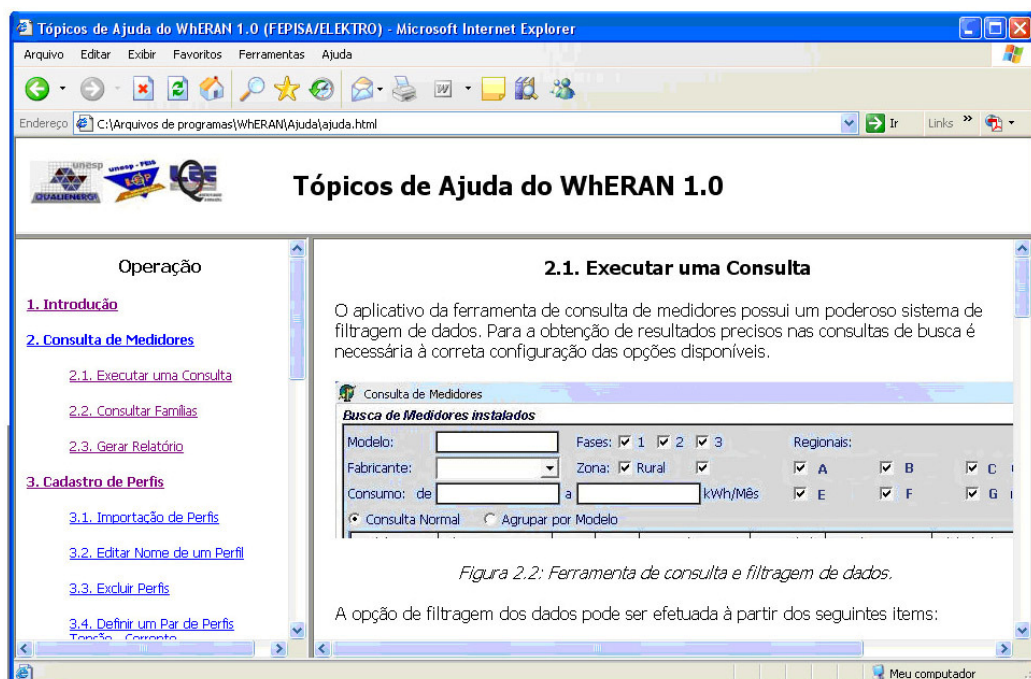 Tópicos de Ajuda do WhERAN 1.0 (FEPISA/ELEKTRO) - Microsoft Internet Explorer
Arquivo Editar Exibir Favoritos Ferramentas Ajuda
Endereço C:\Arquivos de programas\WhERAN\Ajuda\ajuda.html Ir Links »
unesp
QUALIENERGI
unesp - FEIS
Tópicos de Ajuda do WhERAN 1.0
Operação
1. Introdução
2. Consulta de Medidores
2.1. Executar uma Consulta
2.2. Consultar Famílias
2.3. Gerar Relatório
3. Cadastro de Perfis
3.1. Importação de Perfis
3.2. Editar Nome de um Perfil
3.3. Excluir Perfis
3.4. Definir um Par de Perfis
Tensão - Corrente
2.1. Executar uma Consulta
O aplicativo da ferramenta de consulta de medidores possui um poderoso sistema de
filtragem de dados. Para a obtenção de resultados precisos nas consultas de busca é
necessária à correta configuração das opções disponíveis.
Consulta de Medidores
Busca de Medidores instalados
Modelo: Fases: 1 2 3 Regionais:
Fabricante: Zona: Rural A B C
Consumo: de a kWh/Mês E F G
Consulta Normal Agrupar por Modelo
Figura 2.2: Ferramenta de consulta e filtragem de dados.
A opção de filtragem dos dados pode ser efetuada à partir dos seguintes items:
Meu computador